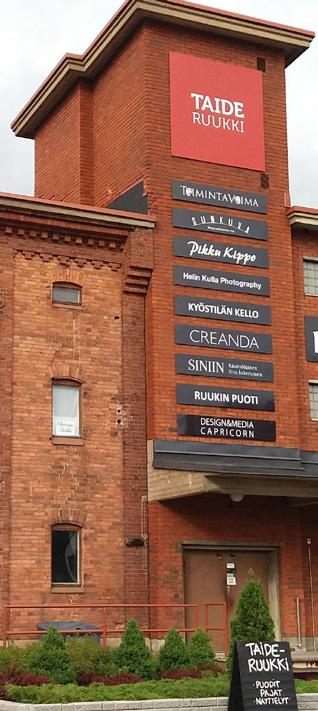 TAIDE
RUUKKI
TOIMINTAVOIMA
SUNKURA
Pikku Kippo
Helin Kulla Photography
KYÖSTILÄN KELLO
CREANDA
SINIIN
RUUKIN PUOTI
DESIGN&MEDIA
CAPRICORN
TAIDE-
RUUKKI
·PUODIT
PAJAT
·NÄYTTELYT